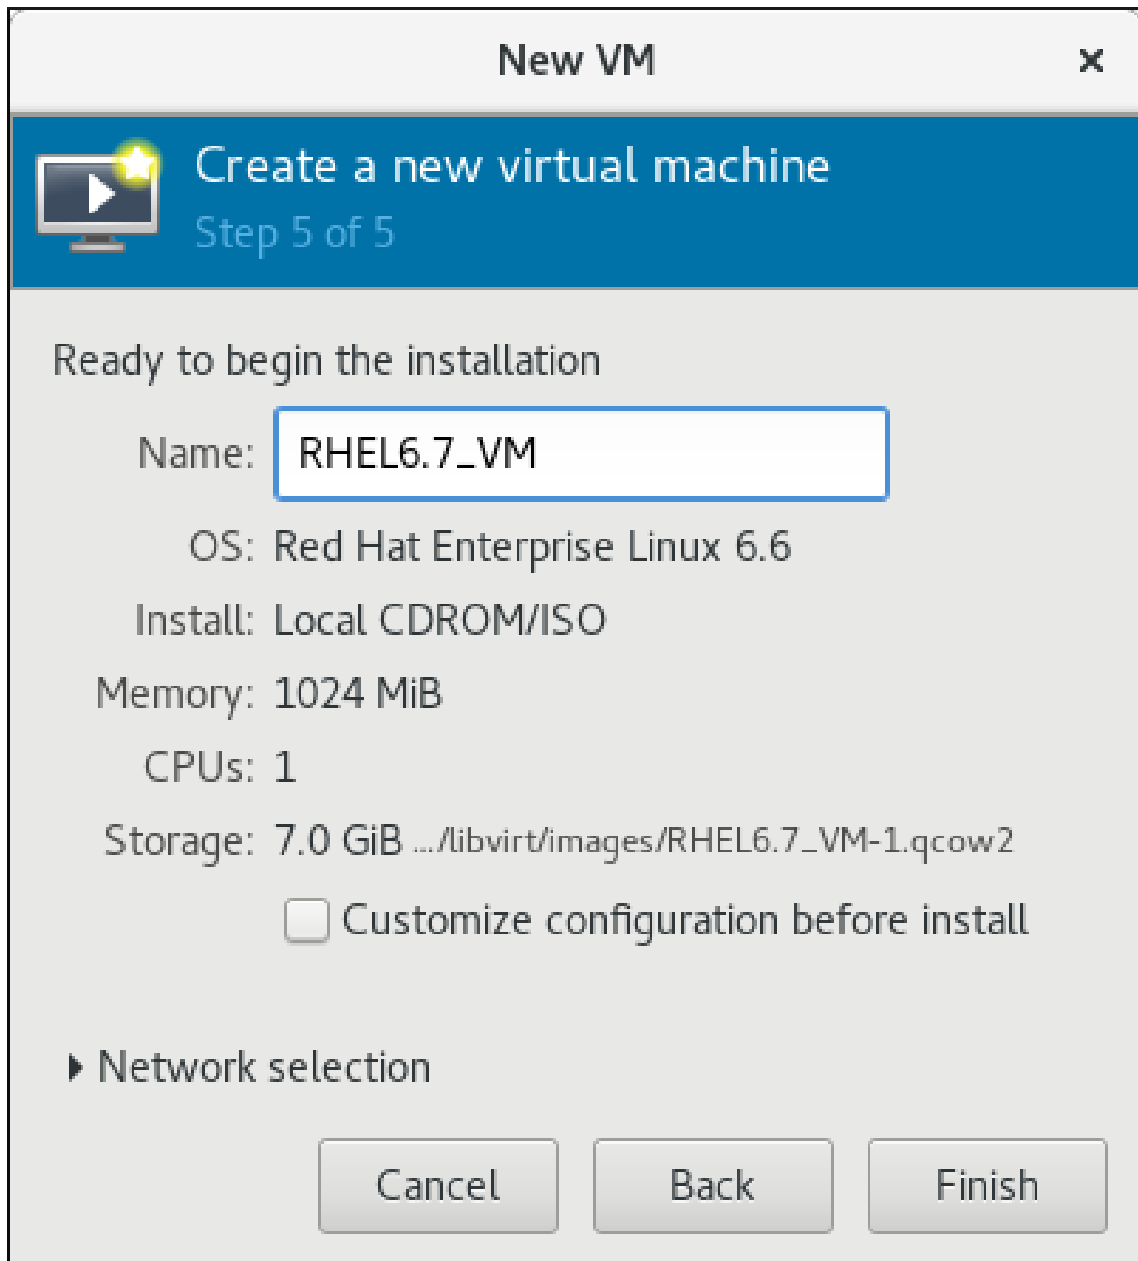 New VM
Create a new virtual machine
Step 5 of 5
Ready to begin the installation
Name: RHEL6.7_VM
OS: Red Hat Enterprise Linux 6.6
Install: Local CDROM/ISO
Memory: 1024 MiB
CPUs: 1
Storage: 7.0 GiB .../libvirt/images/RHEL6.7_VM-1.qcow2
Customize configuration before install
Network selection
Cancel Back Finish